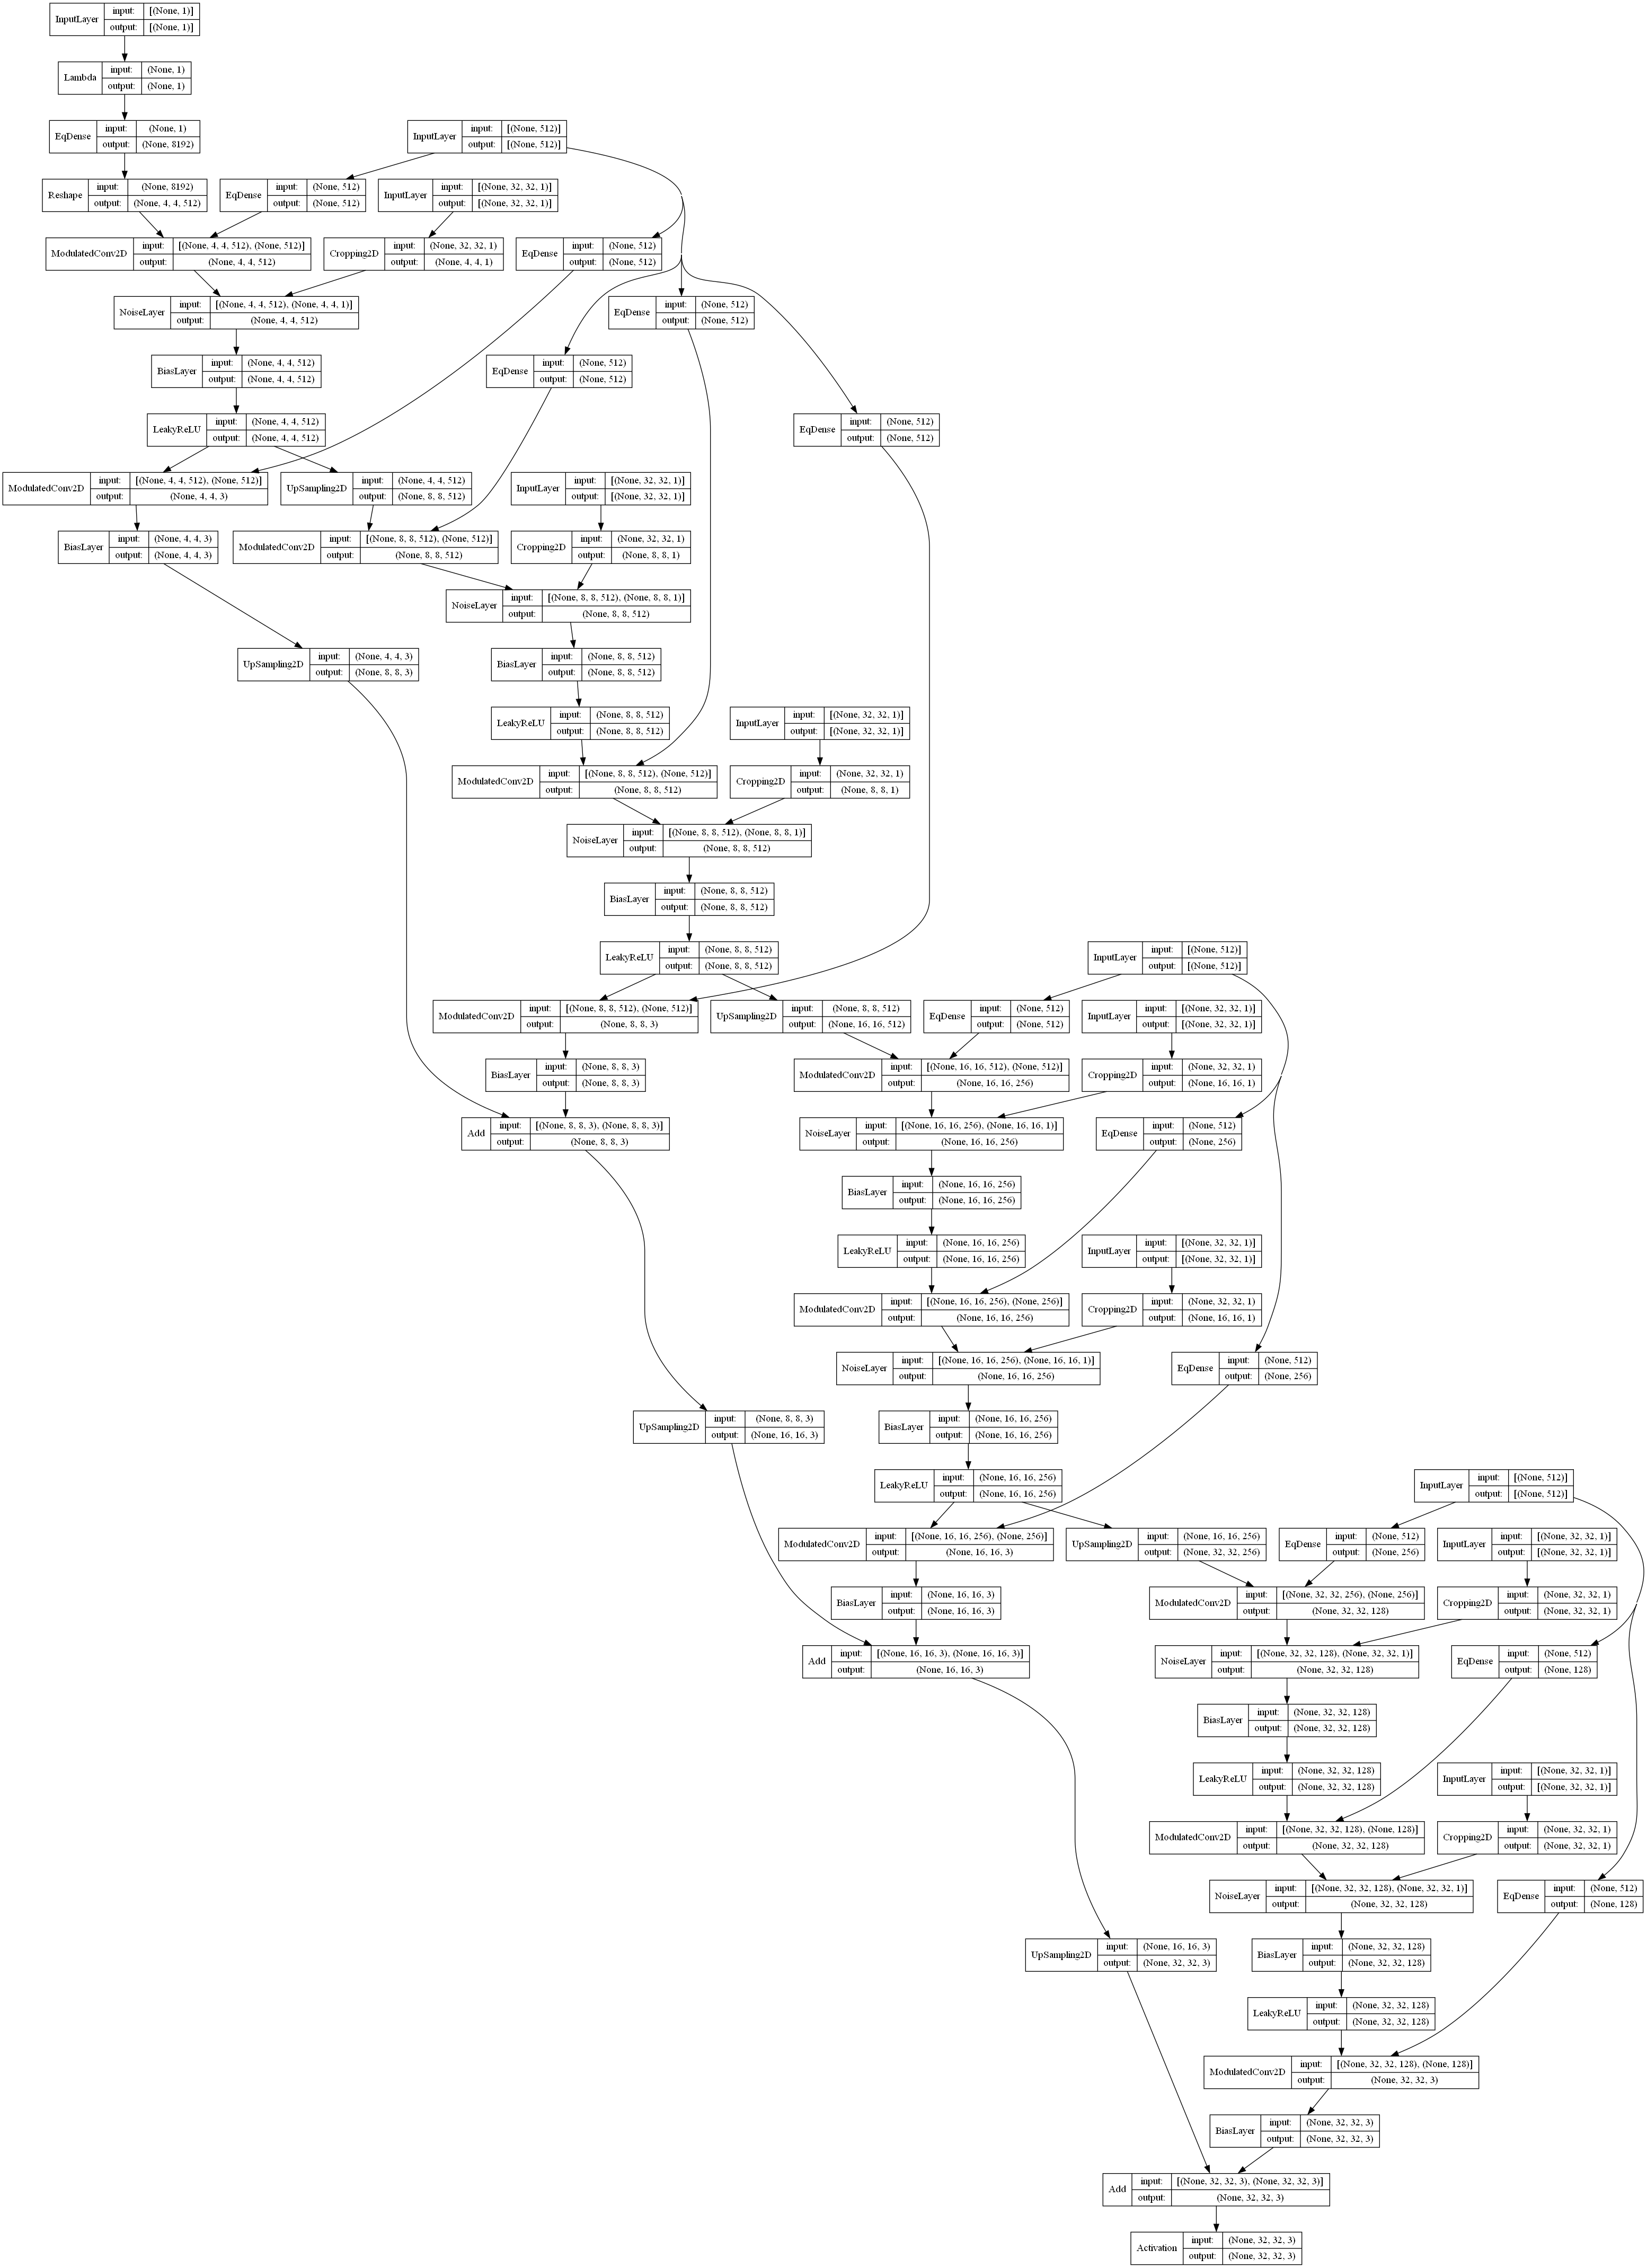 InputLayer input: [(None, 1)]
output: [(None, 1)]
Lambda input: (None, 1)
output: (None, 1)
EqDense input: (None, 1)
output: (None, 8192)
InputLayer input: [(None, 512)]
output: [(None, 512)]
Reshape input: (None, 8192)
output: (None, 4, 4, 512)
EqDense input: (None, 512)
output: (None, 512)
InputLayer input: [(None, 32, 32, 1)]
output: [(None, 32, 32, 1)]
ModulatedConv2D input: [(None, 4, 4, 512), (None, 512)]
output: (None, 4, 4, 512)
Cropping2D input: (None, 32, 32, 1)
output: (None, 4, 4, 1)
EqDense input: (None, 512)
output: (None, 512)
NoiseLayer input: [(None, 4, 4, 512), (None, 4, 4, 1)]
output: (None, 4, 4, 512)
EqDense input: (None, 512)
output: (None, 512)
BiasLayer input: (None, 4, 4, 512)
output: (None, 4, 4, 512)
EqDense input: (None, 512)
output: (None, 512)
LeakyReLU input: (None, 4, 4, 512)
output: (None, 4, 4, 512)
EqDense input: (None, 512)
output: (None, 512)
ModulatedConv2D input: [(None, 4, 4, 512), (None, 512)]
output: (None, 4, 4, 3)
UpSampling2D input: (None, 4, 4, 512)
output: (None, 8, 8, 512)
InputLayer input: [(None, 32, 32, 1)]
output: [(None, 32, 32, 1)]
BiasLayer input: (None, 4, 4, 3)
output: (None, 4, 4, 3)
ModulatedConv2D input: [(None, 8, 8, 512), (None, 512)]
output: (None, 8, 8, 512)
Cropping2D input: (None, 32, 32, 1)
output: (None, 8, 8, 1)
NoiseLayer input: [(None, 8, 8, 512), (None, 8, 8, 1)]
output: (None, 8, 8, 512)
UpSampling2D input: (None, 4, 4, 3)
output: (None, 8, 8, 3)
BiasLayer input: (None, 8, 8, 512)
output: (None, 8, 8, 512)
LeakyReLU input: (None, 8, 8, 512)
output: (None, 8, 8, 512)
InputLayer input: [(None, 32, 32, 1)]
output: [(None, 32, 32, 1)]
ModulatedConv2D input: [(None, 8, 8, 512), (None, 512)]
output: (None, 8, 8, 512)
Cropping2D input: (None, 32, 32, 1)
output: (None, 8, 8, 1)
NoiseLayer input: [(None, 8, 8, 512), (None, 8, 8, 1)]
output: (None, 8, 8, 512)
BiasLayer input: (None, 8, 8, 512)
output: (None, 8, 8, 512)
LeakyReLU input: (None, 8, 8, 512)
output: (None, 8, 8, 512)
InputLayer input: [(None, 512)]
output: [(None, 512)]
ModulatedConv2D input: [(None, 8, 8, 512), (None, 512)]
output: (None, 8, 8, 3)
UpSampling2D input: (None, 8, 8, 512)
output: (None, 16, 16, 512)
EqDense input: (None, 512)
output: (None, 512)
InputLayer input: [(None, 32, 32, 1)]
output: [(None, 32, 32, 1)]
BiasLayer input: (None, 8, 8, 3)
output: (None, 8, 8, 3)
ModulatedConv2D input: [(None, 16, 16, 512), (None, 512)]
output: (None, 16, 16, 256)
Cropping2D input: (None, 32, 32, 1)
output: (None, 16, 16, 1)
Add input: [(None, 8, 8, 3), (None, 8, 8, 3)]
output: (None, 8, 8, 3)
NoiseLayer input: [(None, 16, 16, 256), (None, 16, 16, 1)]
output: (None, 16, 16, 256)
EqDense input: (None, 512)
output: (None, 256)
BiasLayer input: (None, 16, 16, 256)
output: (None, 16, 16, 256)
LeakyReLU input: (None, 16, 16, 256)
output: (None, 16, 16, 256)
InputLayer input: [(None, 32, 32, 1)]
output: [(None, 32, 32, 1)]
ModulatedConv2D input: [(None, 16, 16, 256), (None, 256)]
output: (None, 16, 16, 256)
Cropping2D input: (None, 32, 32, 1)
output: (None, 16, 16, 1)
NoiseLayer input: [(None, 16, 16, 256), (None, 16, 16, 1)]
output: (None, 16, 16, 256)
EqDense input: (None, 512)
output: (None, 256)
UpSampling2D input: (None, 8, 8, 3)
output: (None, 16, 16, 3)
BiasLayer input: (None, 16, 16, 256)
output: (None, 16, 16, 256)
LeakyReLU input: (None, 16, 16, 256)
output: (None, 16, 16, 256)
InputLayer input: [(None, 512)]
output: [(None, 512)]
ModulatedConv2D input: [(None, 16, 16, 256), (None, 256)]
output: (None, 16, 16, 3)
UpSampling2D input: (None, 16, 16, 256)
output: (None, 32, 32, 256)
EqDense input: (None, 512)
output: (None, 256)
InputLayer input: [(None, 32, 32, 1)]
output: [(None, 32, 32, 1)]
BiasLayer input: (None, 16, 16, 3)
output: (None, 16, 16, 3)
ModulatedConv2D input: [(None, 32, 32, 256), (None, 256)]
output: (None, 32, 32, 128)
Cropping2D input: (None, 32, 32, 1)
output: (None, 32, 32, 1)
Add input: [(None, 16, 16, 3), (None, 16, 16, 3)]
output: (None, 16, 16, 3)
NoiseLayer input: [(None, 32, 32, 128), (None, 32, 32, 1)]
output: (None, 32, 32, 128)
EqDense input: (None, 512)
output: (None, 128)
BiasLayer input: (None, 32, 32, 128)
output: (None, 32, 32, 128)
LeakyReLU input: (None, 32, 32, 128)
output: (None, 32, 32, 128)
InputLayer input: [(None, 32, 32, 1)]
output: [(None, 32, 32, 1)]
ModulatedConv2D input: [(None, 32, 32, 128), (None, 128)]
output: (None, 32, 32, 128)
Cropping2D input: (None, 32, 32, 1)
output: (None, 32, 32, 1)
NoiseLayer input: [(None, 32, 32, 128), (None, 32, 32, 1)]
output: (None, 32, 32, 128)
EqDense input: (None, 512)
output: (None, 128)
UpSampling2D input: (None, 16, 16, 3)
output: (None, 32, 32, 3)
BiasLayer input: (None, 32, 32, 128)
output: (None, 32, 32, 128)
LeakyReLU input: (None, 32, 32, 128)
output: (None, 32, 32, 128)
ModulatedConv2D input: [(None, 32, 32, 128), (None, 128)]
output: (None, 32, 32, 3)
BiasLayer input: (None, 32, 32, 3)
output: (None, 32, 32, 3)
Add input: [(None, 32, 32, 3), (None, 32, 32, 3)]
output: (None, 32, 32, 3)
Activation input: (None, 32, 32, 3)
output: (None, 32, 32, 3)